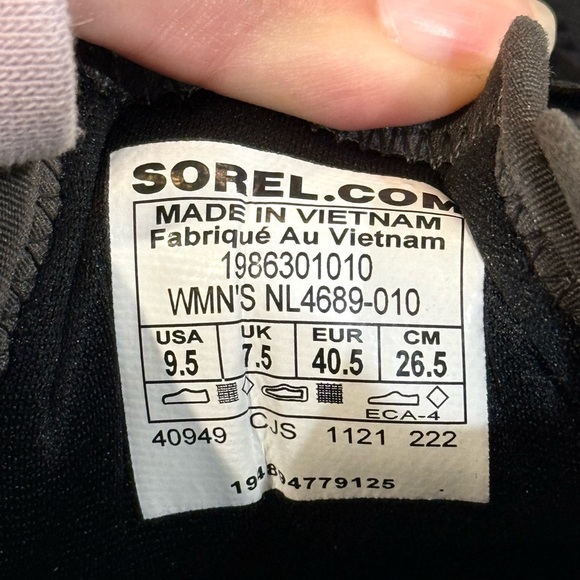 SOREL.COM
MADE IN VIETNAM
Fabriqué Au Vietnam
1986301010
WMN'S NL4689-010
USA UK EUR CM
9.5 7.5 40.5 26.5
ECA-4
40949 CJS 1121 222
194894779125